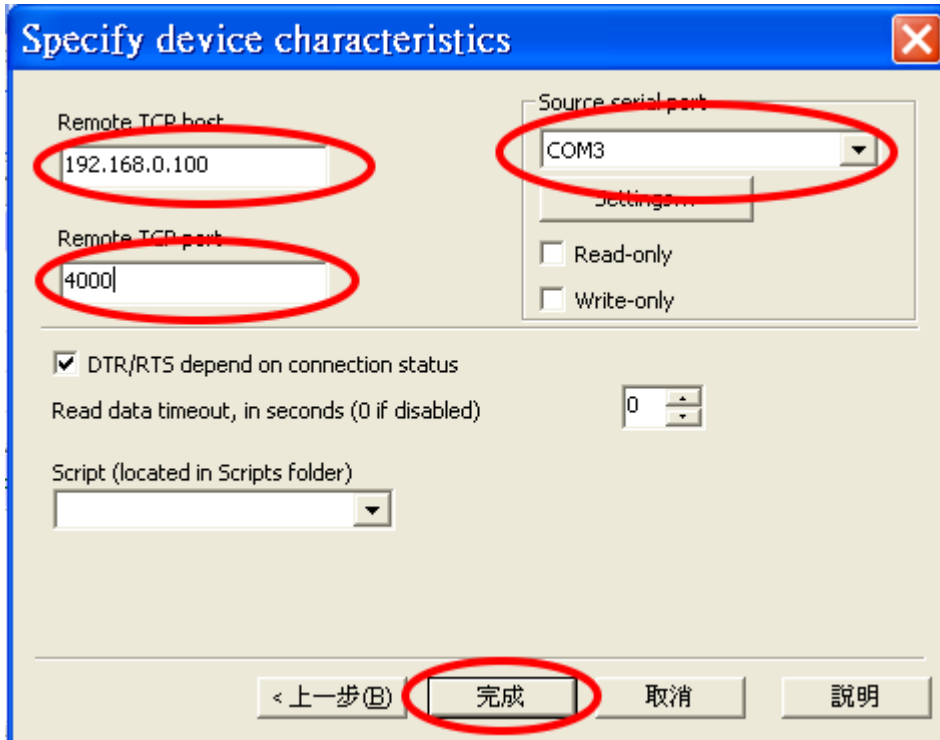 Specify device characteristics
Remote TCP host
192.168.0.100
Source serial port
COM3
Settings...
Remote TCP port
4000
Read-only
Write-only
DTR/RTS depend on connection status
Read data timeout, in seconds (0 if disabled)
0
Script (located in Scripts folder)
<上一步(B)
完成
取消
說明